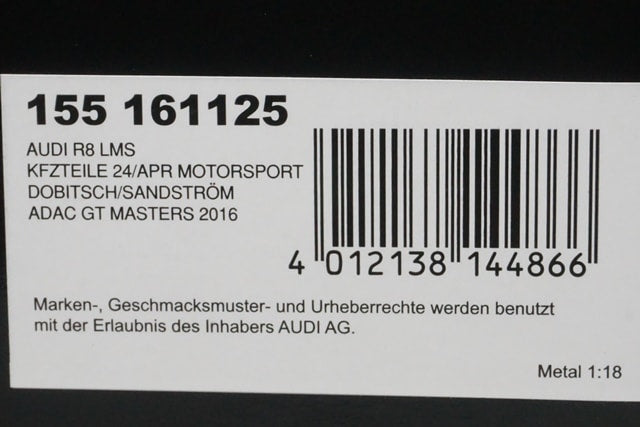 155 161125
AUDI R8 LMS
KFZTEILE 24/APR MOTORSPORT
DOBITSCH/SANDSTRÖM
ADAC GT MASTERS 2016
4 012138 144866
Marken-, Geschmacksmuster- und Urheberrechte werden benutzt
mit der Erlaubnis des Inhabers AUDI AG.
Metal 1:18